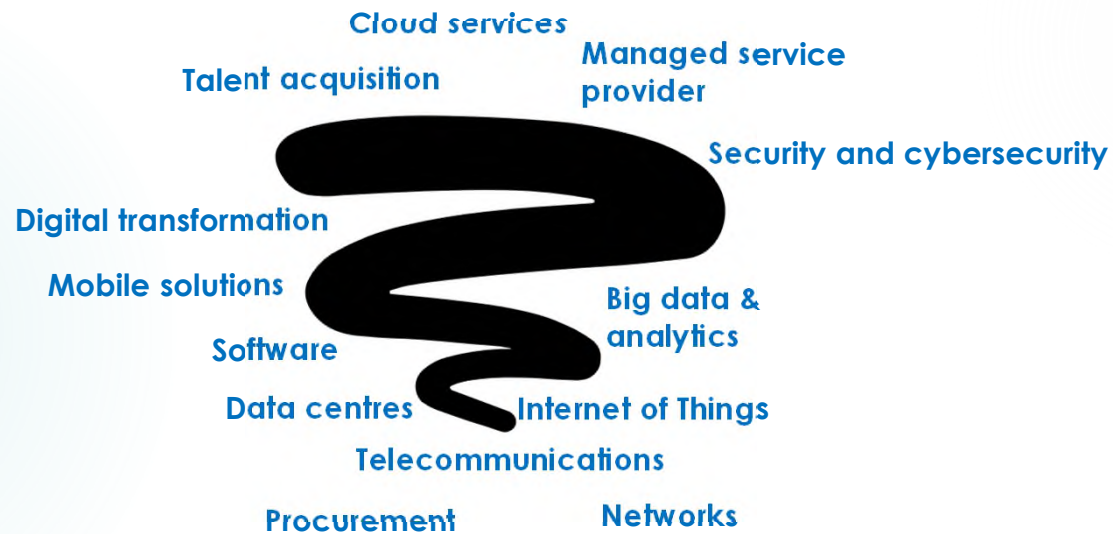 Cloud services
Managed service
provider
Talent acquisition
Security and cybersecurity
Digital transformation
Mobile solutions
Big data &
analytics
Software
Data centres
Internet of Things
Telecommunications
Procurement
Networks